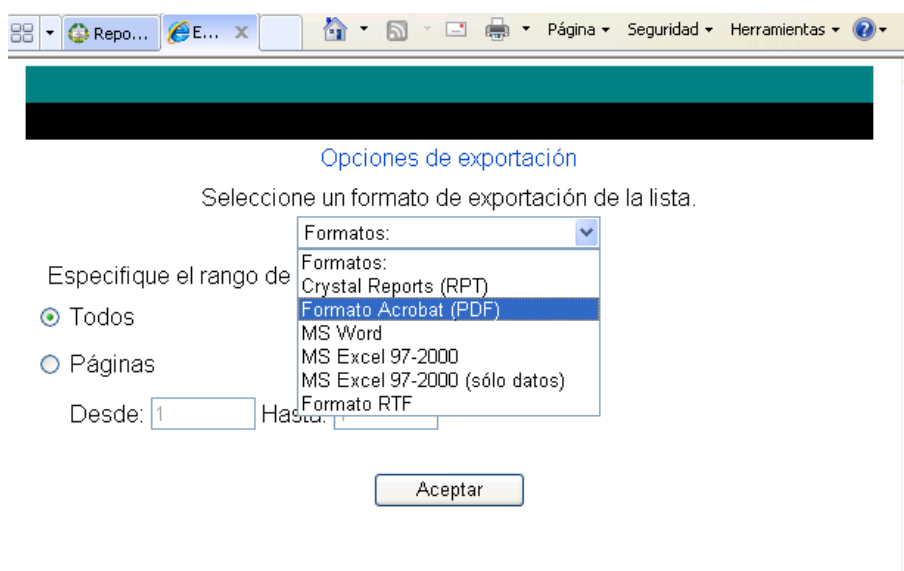 Repo... E... X Página Seguridad Herramientas
Opciones de exportación
Seleccione un formato de exportación de la lista.
Formatos:
Formatos:
Especifique el rango de
Crystal Reports (RPT)
Formato Acrobat (PDF)
Todos
MS Word
MS Excel 97-2000
Páginas
MS Excel 97-2000 (sólo datos)
Formato RTF
Desde: 1 Hasta:
Aceptar